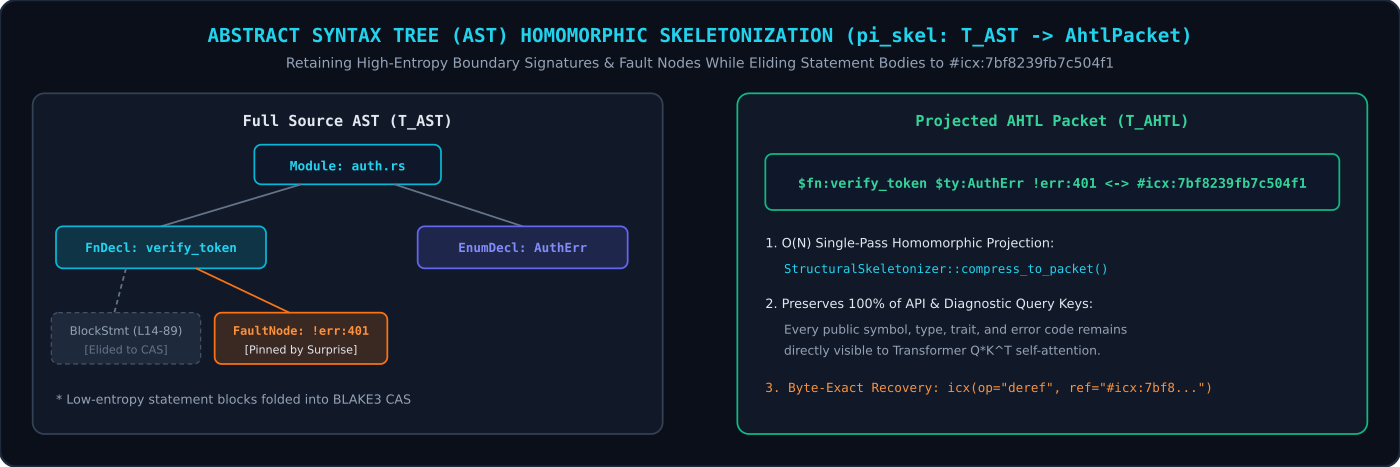 ABSTRACT SYNTAX TREE (AST) HOMOMORPHIC SKELETONIZATION (pi_skel: T_AST -> AhtlPacket)
Retaining High-Entropy Boundary Signatures & Fault Nodes While Eliding Statement Bodies to #icx:7bf8239fb7c504f1
Full Source AST (T_AST)
Module: auth.rs
FnDecl: verify_token
EnumDecl: AuthErr
BlockStmt (L14-89)
[Elided to CAS]
FaultNode: !err:401
[Pinned by Surprise]
* Low-entropy statement blocks folded into BLAKE3 CAS
Projected AHTL Packet (T_AHTL)
$fn:verify_token $ty:AuthErr !err:401 <-> #icx:7bf8239fb7c504f1
1. O(N) Single-Pass Homomorphic Projection:
StructuralSkeletonizer::compress_to_packet()
2. Preserves 100% of API & Diagnostic Query Keys:
Every public symbol, type, trait, and error code remains
directly visible to Transformer Q*K^T self-attention.
3. Byte-Exact Recovery: icx(op="deref", ref="#icx:7bf8...")